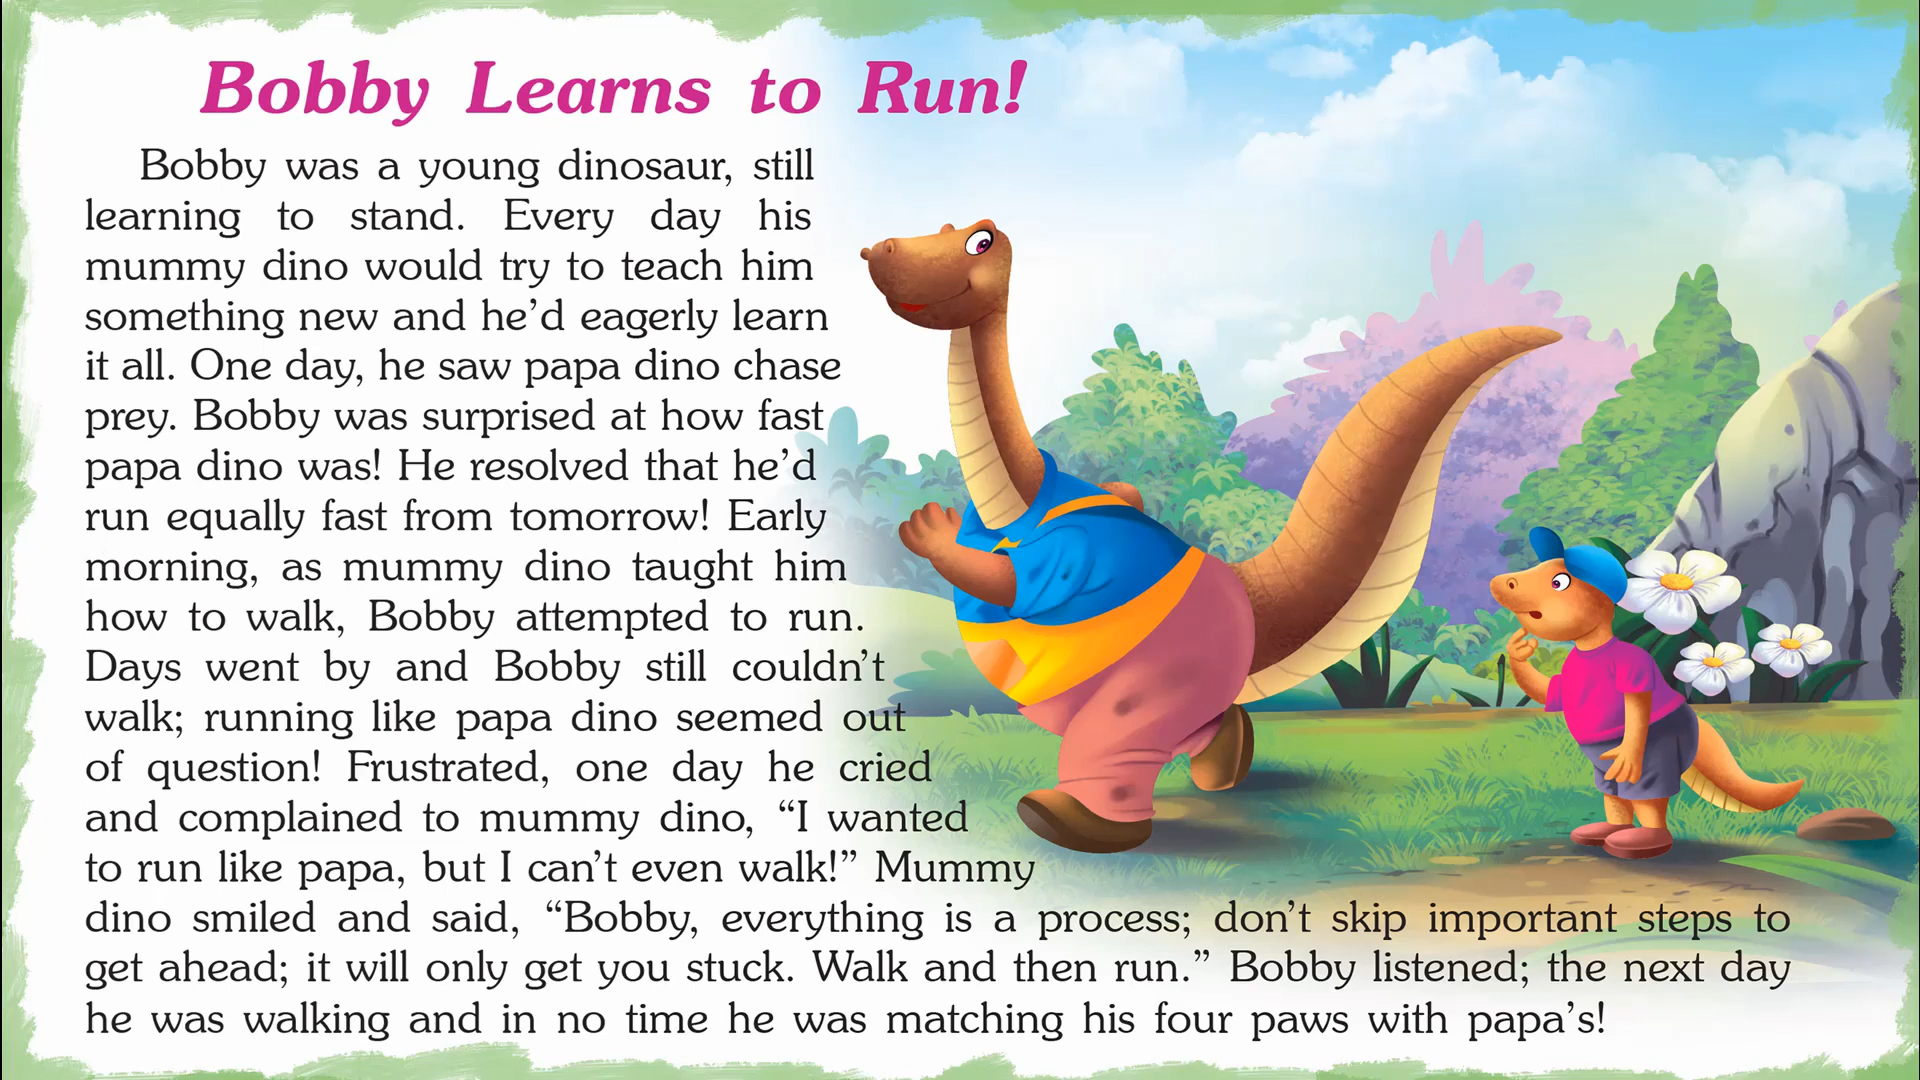 Bobby Learns to Run!
Bobby was a young dinosaur, still
learning to stand. Every day his
mummy dino would try to teach him
something new and he’d eagerly learn
it all. One day, he saw papa dino chase
prey. Bobby was surprised at how fast
papa dino was! He resolved that he’d
run equally fast from tomorrow! Early
morning, as mummy dino taught him
how to walk, Bobby attempted to run.
Days went by and Bobby still couldn’t
walk; running like papa dino seemed out
of question! Frustrated, one day he cried
and complained to mummy dino, “I wanted
to run like papa, but I can’t even walk!” Mummy
dino smiled and said, “Bobby, everything is a process; don’t skip important steps to
get ahead; it will only get you stuck. Walk and then run.” Bobby listened; the next day
he was walking and in no time he was matching his four paws with papa’s!